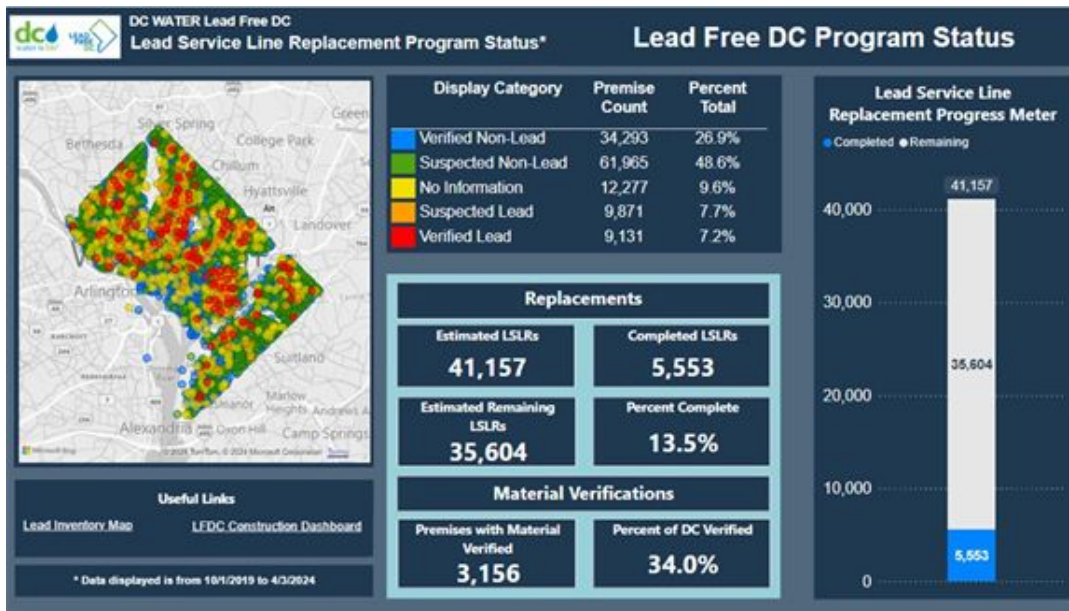 dc
DC WATER Lead Free DC
Lead Service Line Replacement Program Status*
Lead Free DC Program Status
Silver Spring
Green
Bethesda
College Park
Chillum
Hyattsville
Landover
Arlington
Suitland
Marlow
Heights
Andrews A
Alexandria
Oxon Hill
Camp Springs
Useful Links
Lead Inventory Map
LFDC Construction Dashboard
* Data displayed is from 10/1/2019 to 4/3/2024
Display Category Premise Count Percent Total
Verified Non-Lead 34,293 26.9%
Suspected Non-Lead 61,965 48.6%
No Information 12,277 9.6%
Suspected Lead 9,871 7.7%
Verified Lead 9,131 7.2%
Replacements
Estimated LSLRs
41,157
Completed LSLRs
5,553
Estimated Remaining
LSLRs
35,604
Percent Complete
13.5%
Material Verifications
Premises with Material
Verified
3,156
Percent of DC Verified
34.0%
Lead Service Line
Replacement Progress Meter
Completed Remaining
41,157
40,000
30,000
35,604
20,000
10,000
5,553
0